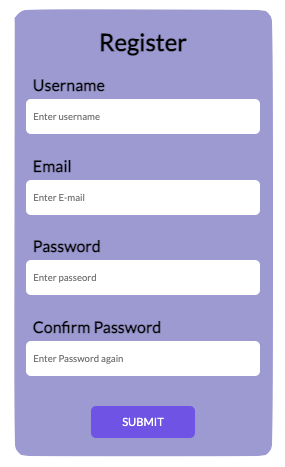 Register
Username
Enter username
Email
Enter E-mail
Password
Enter passeord
Confirm Password
Enter Password again
SUBMIT